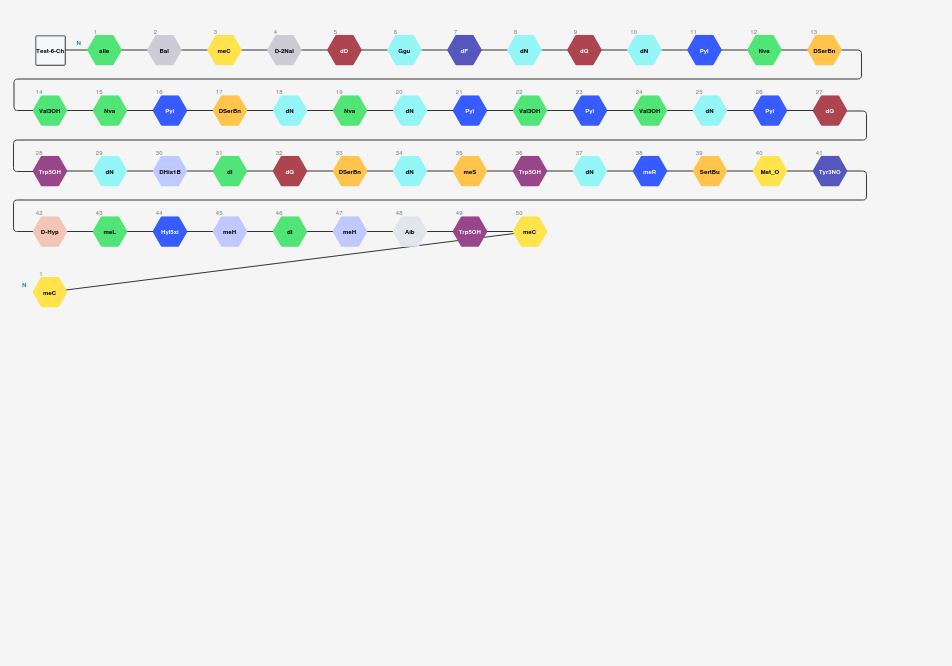 1 2 3 4 5 6 7 8 9 10 11 12 13
Test-6-Ch N aIle Bal meC D-2Nal dD Ggu dF dN dQ dN Pyl Nva DSerBn
14 15 16 17 18 19 20 21 22 23 24 25 26 27
Val3OH Nva Pyl DSerBn dN Nva dN Pyl Val3OH Pyl Val3OH dN Pyl dQ
28 29 30 31 32 33 34 35 36 37 38 39 40 41
Trp5OH dN DHis1B dI dQ DSerBn dN meS Trp5OH dN meR SertBu Met_O Tyr3NO
42 43 44 45 46 47 48 49 50
D-Hyp meL Hyl5xi meH dI meH Aib Trp5OH meC
1
N meC